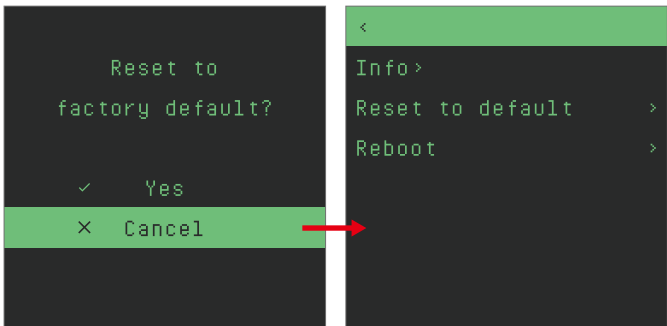 Reset to
factory default?
✓ Yes
× Cancel
<
Info>
Reset to default >
Reboot >